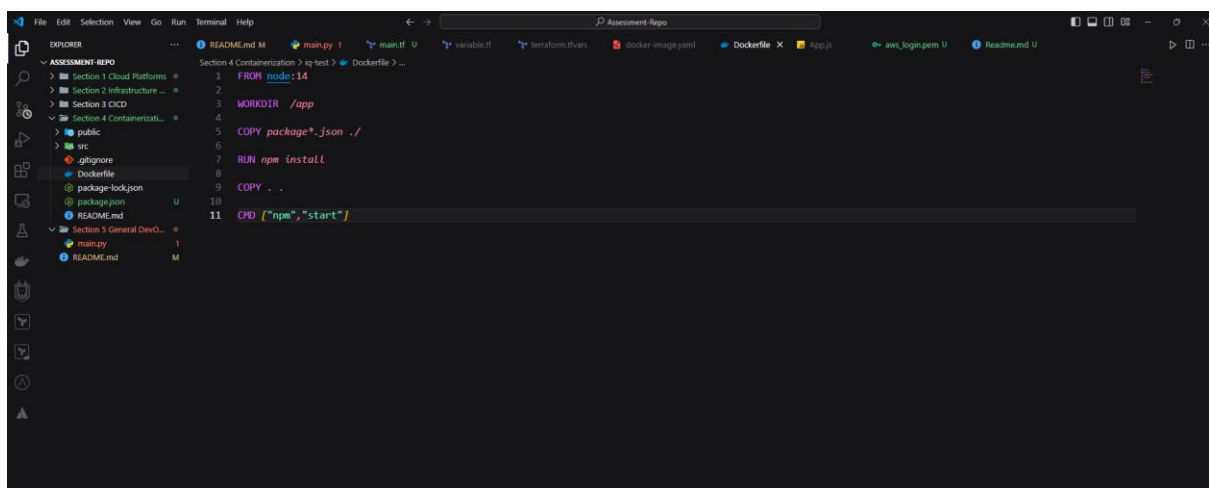 File Edit Selection View Go Run Terminal Help
Assessment-Repo
EXPLORER
README.md M main.py 1 main.tf U variable.tf terraform.tfvars docker-image.yaml Dockerfile App.js aws_login.pem U Readme.md U
ASSESSMENT-REPO
Section 4 Containerization > iq-test > Dockerfile > ...
Section 1 Cloud Platforms
Section 2 Infrastructure ...
Section 3 CICD
Section 4 Containerizati...
public
src
.gitignore
Dockerfile
package-lock.json
package.json U
README.md
Section 5 General DevO...
main.py 1
README.md M
1 FROM node:14
2
3 WORKDIR /app
4
5 COPY package*.json ./
6
7 RUN npm install
8
9 COPY . .
10
11 CMD ["npm","start"]